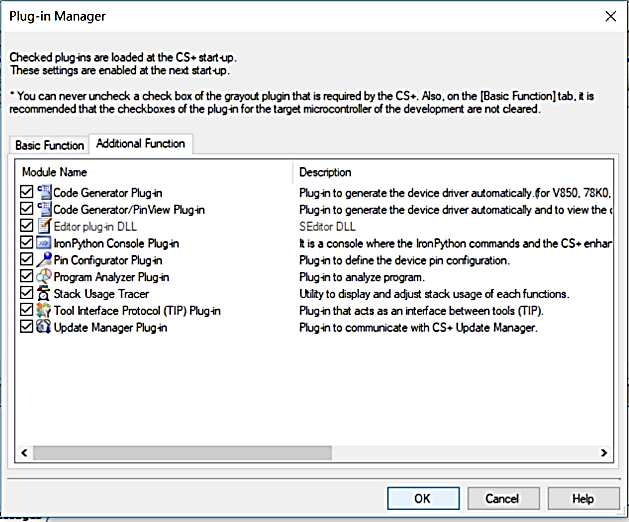 Plug-in Manager
Checked plug-ins are loaded at the CS+ start-up.
These settings are enabled at the next start-up.
* You can never uncheck a check box of the grayout plugin that is required by the CS+. Also, on the [Basic Function] tab, it is
recommended that the checkboxes of the plug-in for the target microcontroller of the development are not cleared.
Basic Function Additional Function
Module Name Description
Code Generator Plug-in Plug-in to generate the device driver automatically.(for V850, 78K0,
Code Generator/PinView Plug-in Plug-in to generate the device driver automatically and to view the
Editor plug-in DLL SEditor DLL
IronPython Console Plug-in It is a console where the IronPython commands and the CS+ enhar
Pin Configurator Plug-in Plug-in to define the device pin configuration.
Program Analyzer Plug-in Plug-in to analyze program.
Stack Usage Tracer Utility to display and adjust stack usage of each functions.
Tool Interface Protocol (TIP) Plug-in Plug-in that acts as an interface between tools (TIP).
Update Manager Plug-in Plug-in to communicate with CS+ Update Manager.
OK Cancel Help